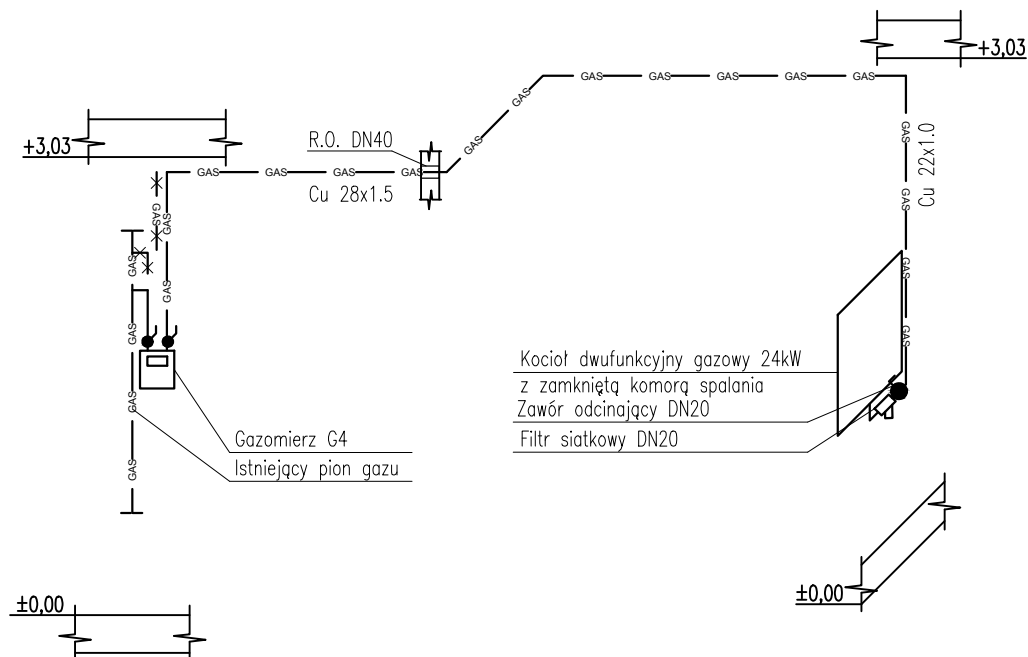 +3,03
GAS GAS GAS GAS GAS
GAS
+3,03
R.O. DN40
GAS GAS GAS GAS
GAS
Cu 28x1.5
GAS
GAS
GAS
Cu 22x1.0
GAS
GAS
GAS
GAS
GAS
GAS
GAS
GAS
GAS
Kocioł dwufunkcyjny gazowy 24kW
z zamkniętą komorą spalania
Zawór odcinający DN20
Filtr siatkowy DN20
Gazomierz G4
Istniejący pion gazu
±0,00
±0,00